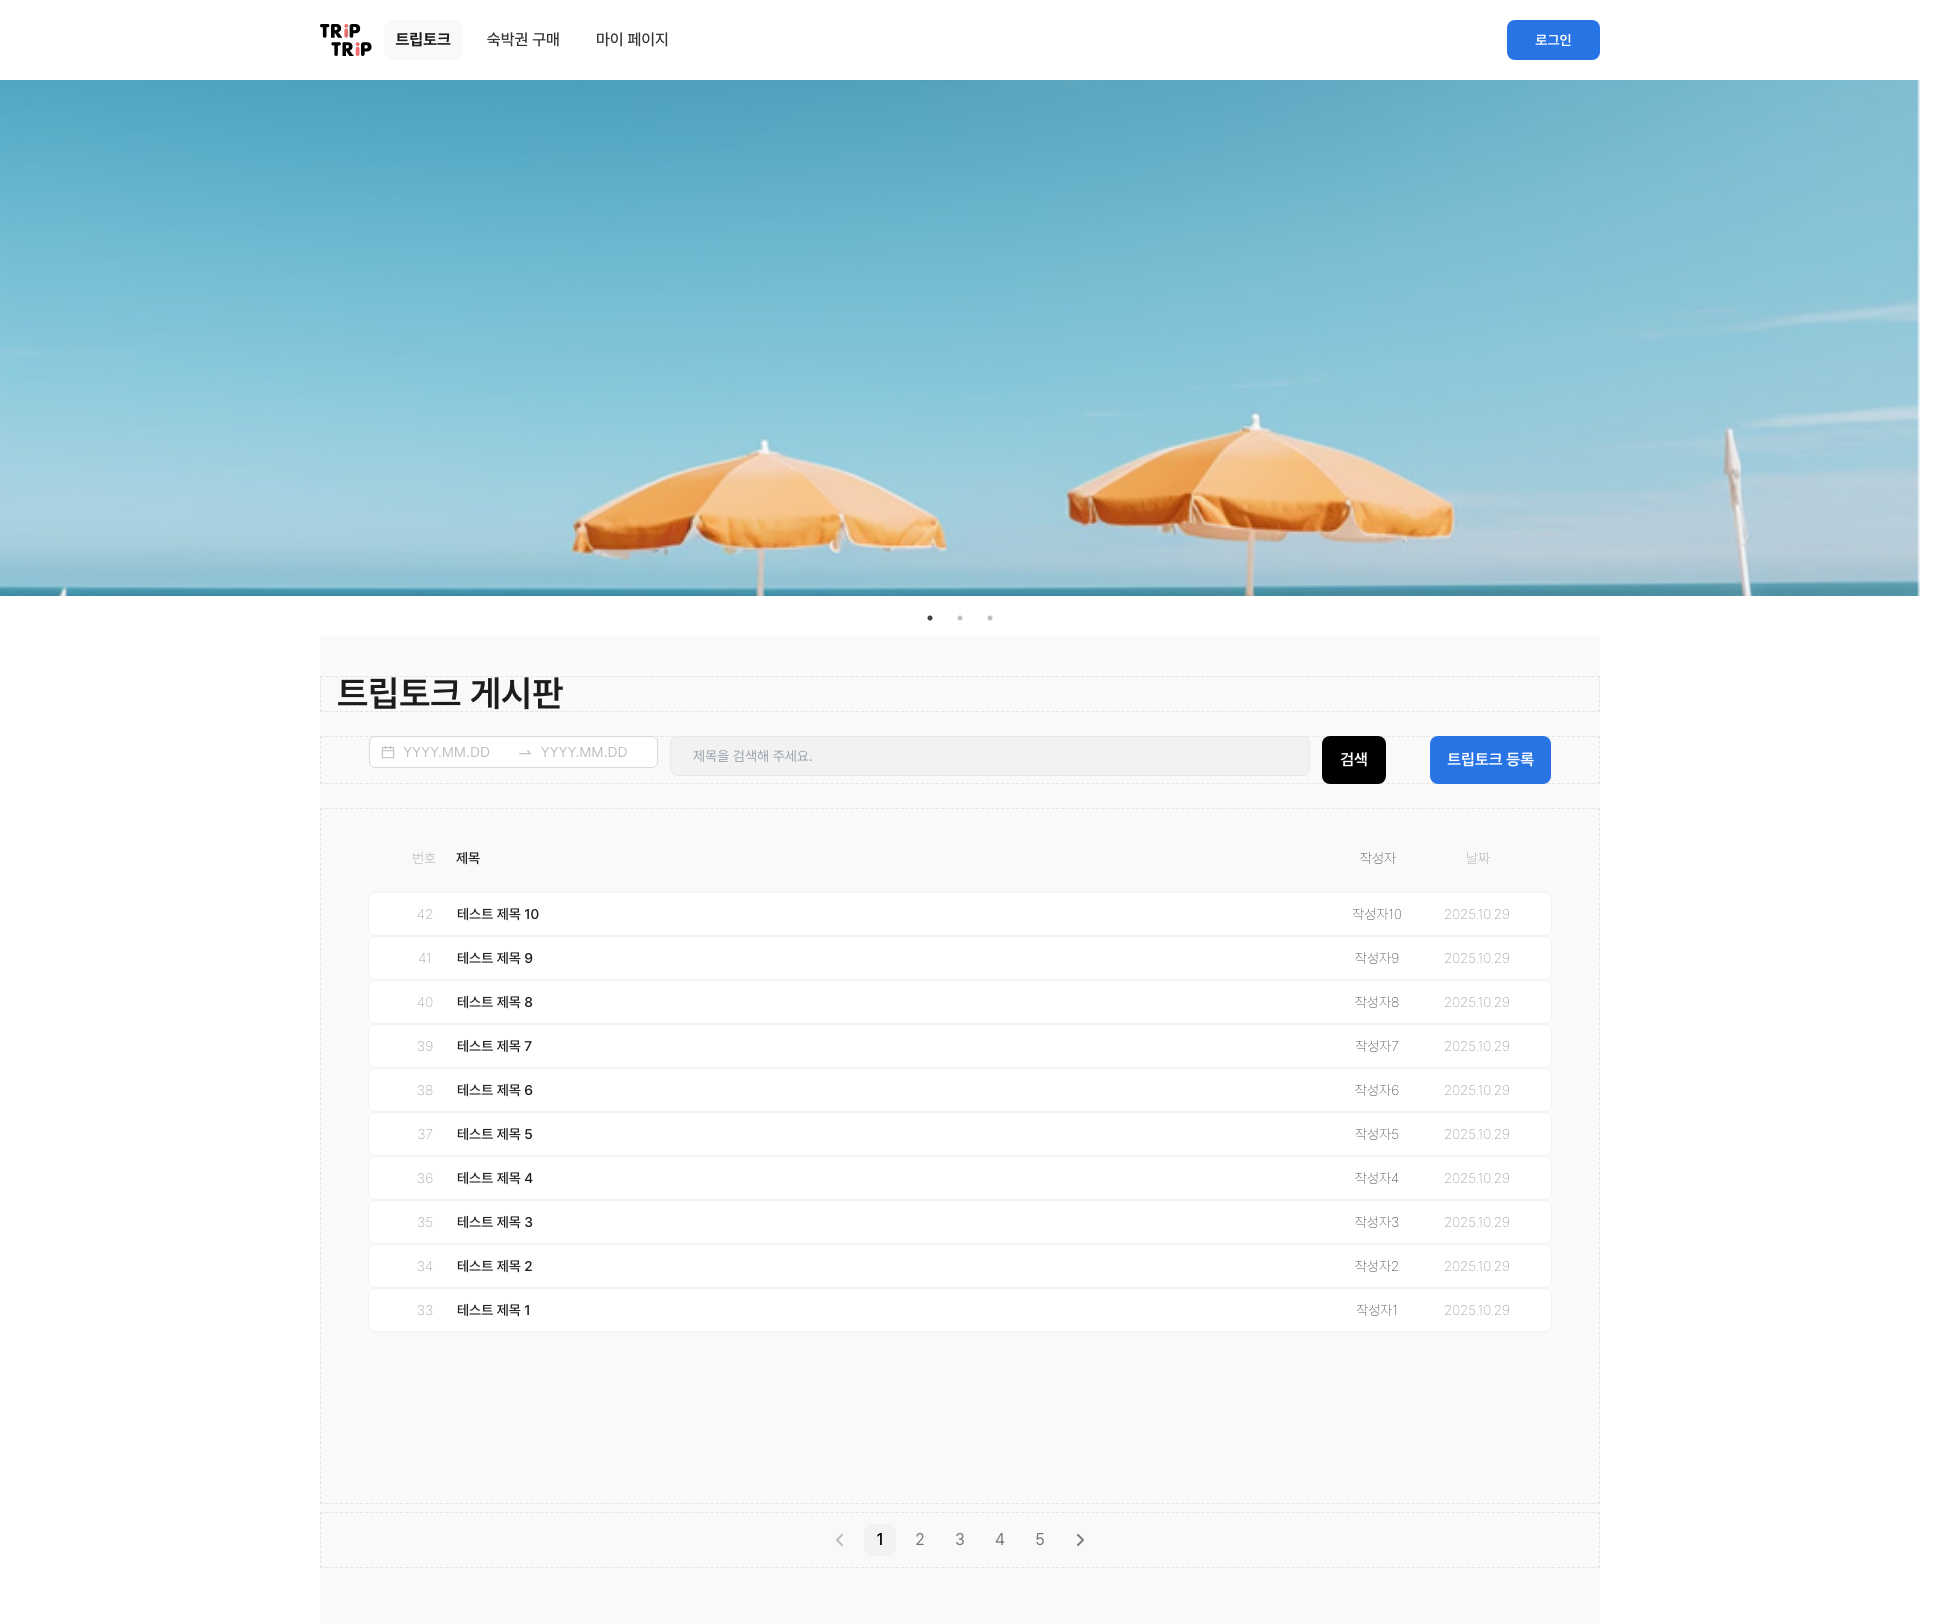 TRiP
TRiP
트립토크 숙박권 구매 마이 페이지 로그인
트립토크 게시판
YYYY.MM.DD YYYY.MM.DD 제목을 검색해 주세요. 검색 트립토크 등록
번호 제목 작성자 날짜
42 테스트 제목 10 작성자10 2025.10.29
41 테스트 제목 9 작성자9 2025.10.29
40 테스트 제목 8 작성자8 2025.10.29
39 테스트 제목 7 작성자7 2025.10.29
38 테스트 제목 6 작성자6 2025.10.29
37 테스트 제목 5 작성자5 2025.10.29
36 테스트 제목 4 작성자4 2025.10.29
35 테스트 제목 3 작성자3 2025.10.29
34 테스트 제목 2 작성자2 2025.10.29
33 테스트 제목 1 작성자1 2025.10.29
1 2 3 4 5